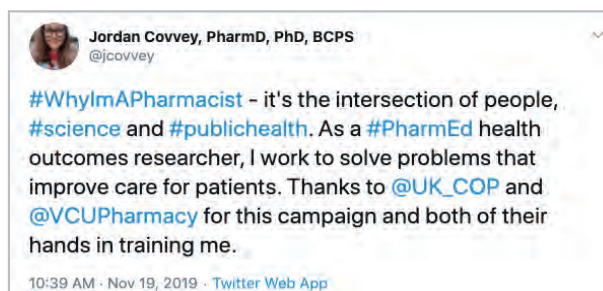 Jordan Covvey, PharmD, PhD, BCPS
@jcovvey
#WhyImAPharmacist - it's the intersection of people,
#science and #publichealth. As a #PharmEd health
outcomes researcher, I work to solve problems that
improve care for patients. Thanks to @UK_COP and
@VCUPharmacy for this campaign and both of their
hands in training me.
10:39 AM · Nov 19, 2019 · Twitter Web App